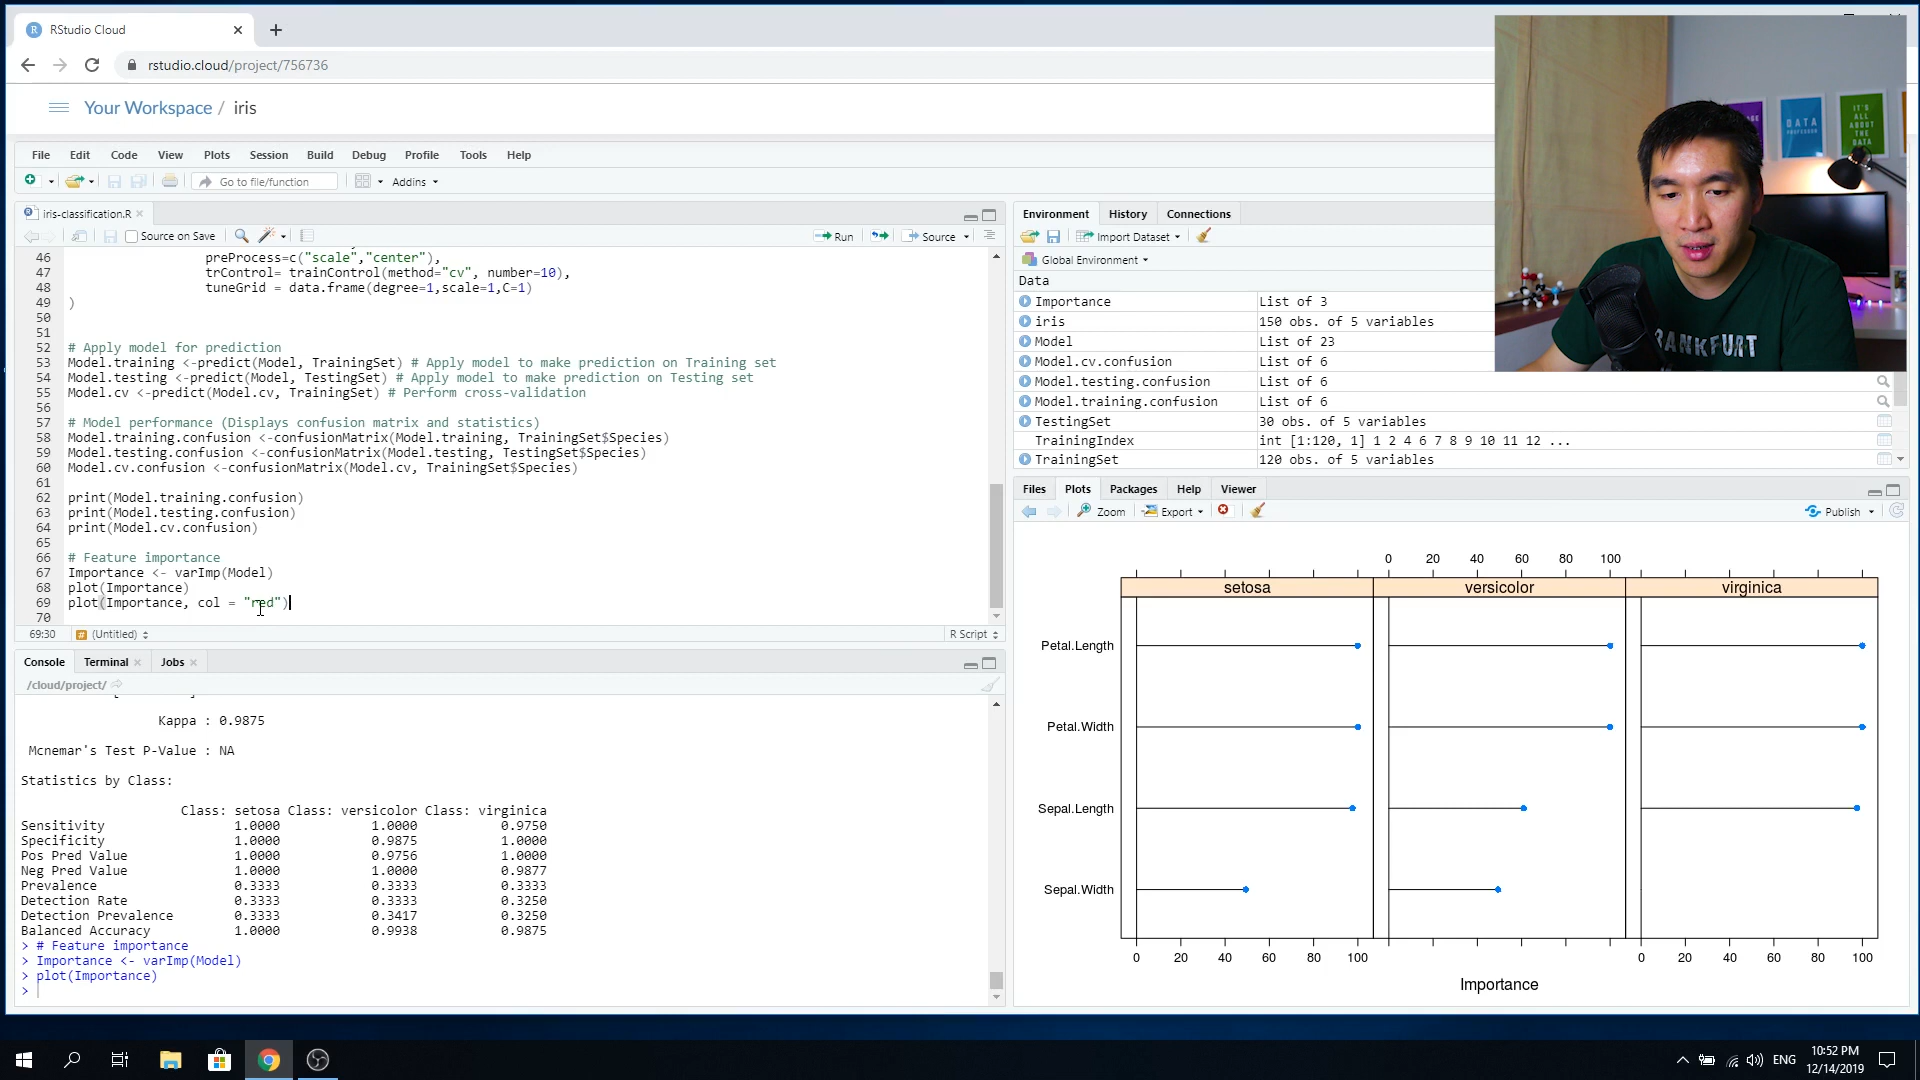 RStudio Cloud
rstudio.cloud/project/756736
Your Workspace / iris
File Edit Code View Plots Session Build Debug Profile Tools Help
Go to file/function Addins
iris-classification.R
Source on Save Run Source
46 preProcess=c("scale","center"),
47 trControl= trainControl(method="cv", number=10),
48 tuneGrid = data.frame(degree=1,scale=1,C=1)
49 )
50
51
52 # Apply model for prediction
53 Model.training <-predict(Model, TrainingSet) # Apply model to make prediction on Training set
54 Model.testing <-predict(Model, TestingSet) # Apply model to make prediction on Testing set
55 Model.cv <-predict(Model.cv, TrainingSet) # Perform cross-validation
56
57 # Model performance (Displays confusion matrix and statistics)
58 Model.training.confusion <-confusionMatrix(Model.training, TrainingSet$Species)
59 Model.testing.confusion <-confusionMatrix(Model.testing, TestingSet$Species)
60 Model.cv.confusion <-confusionMatrix(Model.cv, TrainingSet$Species)
61
62 print(Model.training.confusion)
63 print(Model.testing.confusion)
64 print(Model.cv.confusion)
65
66 # Feature importance
67 Importance <- varImp(Model)
68 plot(Importance)
69 plot(Importance, col = "red")
70
69:30 (Untitled) R Script
Console Terminal Jobs
/cloud/project/
Kappa : 0.9875
Mcnemar's Test P-Value : NA
Statistics by Class:
Class: setosa Class: versicolor Class: virginica
Sensitivity 1.0000 1.0000 0.9750
Specificity 1.0000 0.9875 1.0000
Pos Pred Value 1.0000 0.9756 1.0000
Neg Pred Value 1.0000 1.0000 0.9877
Prevalence 0.3333 0.3333 0.3333
Detection Rate 0.3333 0.3333 0.3250
Detection Prevalence 0.3333 0.3417 0.3250
Balanced Accuracy 1.0000 0.9938 0.9875
> # Feature importance
> Importance <- varImp(Model)
> plot(Importance)
>
Environment History Connections
Import Dataset
Global Environment
Data
Importance List of 3
iris 150 obs. of 5 variables
Model List of 23
Model.cv.confusion List of 6
Model.testing.confusion List of 6
Model.training.confusion List of 6
TestingSet 30 obs. of 5 variables
TrainingIndex int [1:120, 1] 1 2 4 6 7 8 9 10 11 12 ...
TrainingSet 120 obs. of 5 variables
Files Plots Packages Help Viewer
Zoom Export Publish
0 20 40 60 80 100
setosa versicolor virginica
Petal.Length
Petal.Width
Sepal.Length
Sepal.Width
0 20 40 60 80 100 0 20 40 60 80 100 0 20 40 60 80 100
Importance
DATA
IT'S
ALL
ABOUT
THE
DATA
RANKFURT
ENG
10:52 PM
12/14/2019